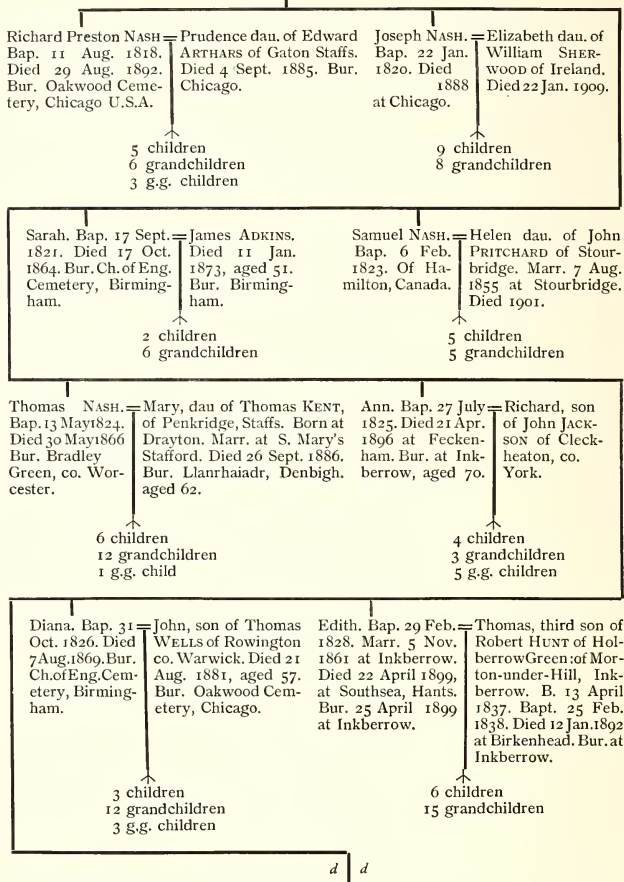 Richard Preston NASH = Prudence dau. of Edward
Bap. 11 Aug. 1818. ARTHARS of Gaton Staffs.
Died 29 Aug. 1892. Died 4 Sept. 1885. Bur.
Bur. Oakwood Ceme- Chicago.
tery, Chicago U.S.A.
5 children
6 grandchildren
3 g.g. children
Joseph NASH. = Elizabeth dau. of
Bap. 22 Jan. William SHER-
1820. Died WOOD of Ireland.
1888 Died 22 Jan. 1909.
at Chicago.
9 children
8 grandchildren
Sarah. Bap. 17 Sept. = James ADKINS.
1821. Died 17 Oct. Died 11 Jan.
1864. Bur. Ch. of Eng. 1873, aged 51.
Cemetery, Birming- Bur. Birming-
ham. ham.
2 children
6 grandchildren
Samuel NASH. = Helen dau. of John
Bap. 6 Feb. PRITCHARD of Stour-
1823. Of Ha- bridge. Marr. 7 Aug.
milton, Canada. 1855 at Stourbridge.
Died 1901.
5 children
5 grandchildren
Thomas NASH. = Mary, dau of Thomas KENT,
Bap. 13 May 1824. of Penkridge, Staffs. Born at
Died 30 May 1866 Drayton. Marr. at S. Mary's
Bur. Bradley Stafford. Died 26 Sept. 1886.
Green, co. Wor- Bur. Llanrhaiadr, Denbigh.
cester. aged 62.
6 children
12 grandchildren
1 g.g. child
Ann. Bap. 27 July = Richard, son
1825. Died 21 Apr. of John JACK-
1896 at Fecken- SON of Cleck-
ham. Bur. at Ink- heaton, co.
berrow, aged 70. York.
4 children
3 grandchildren
5 g.g. children
Diana. Bap. 31 = John, son of Thomas
Oct. 1826. Died WELLS of Rowington
7 Aug. 1869. Bur. co. Warwick. Died 21
Ch. of Eng. Cem- Aug. 1881, aged 57.
etery, Birming- Bur. Oakwood Cem-
ham. etery, Chicago.
3 children
12 grandchildren
3 g.g. children
Edith. Bap. 29 Feb. = Thomas, third son of
1828. Marr. 5 Nov. Robert HUNT of Hol-
1861 at Inkberrow. berrow Green: of Mor-
Died 22 April 1899, ton-under-Hill, Ink-
at Southsea, Hants. berrow. B. 13 April
Bur. 25 April 1899 1837. Bapt. 25 Feb.
at Inkberrow. 1838. Died 12 Jan. 1892
at Birkenhead. Bur. at
Inkberrow.
6 children
15 grandchildren
d d